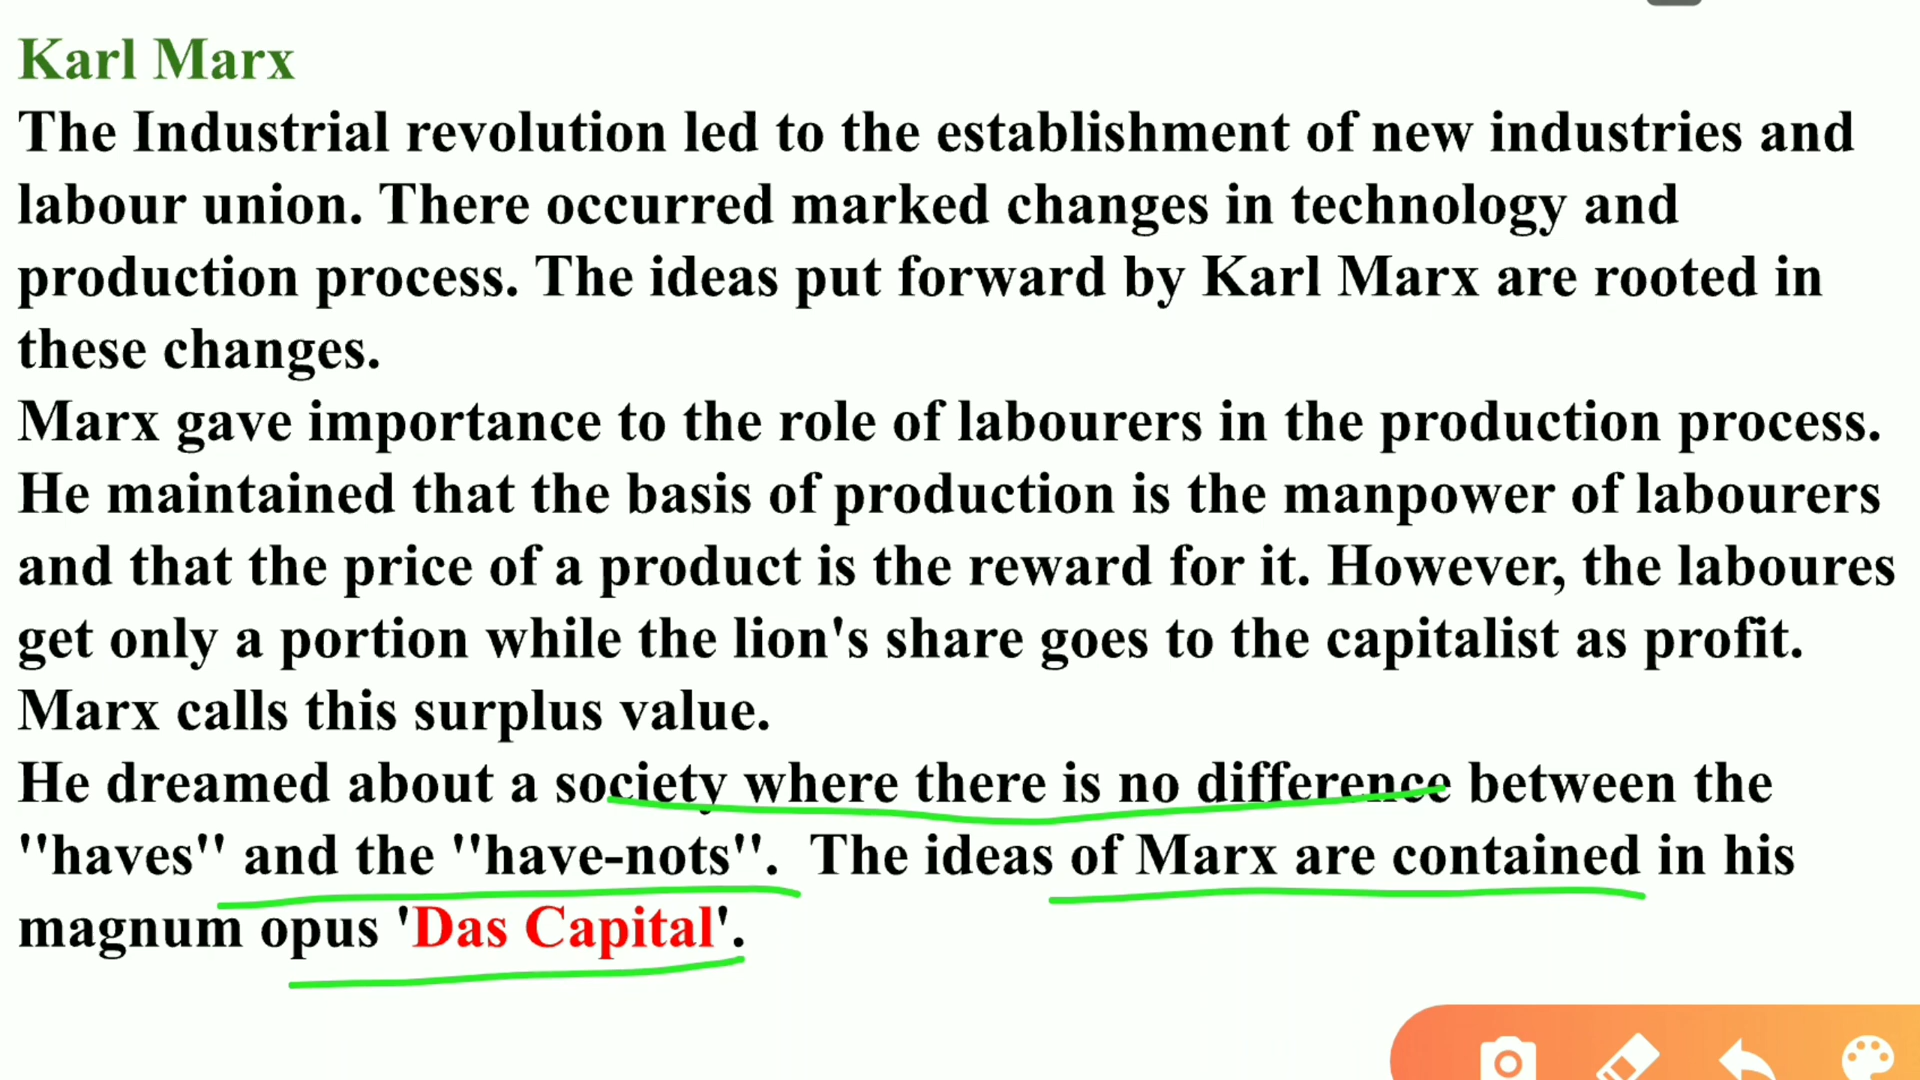 Karl Marx
The Industrial revolution led to the establishment of new industries and
labour union. There occurred marked changes in technology and
production process. The ideas put forward by Karl Marx are rooted in
these changes.
Marx gave importance to the role of labourers in the production process.
He maintained that the basis of production is the manpower of labourers
and that the price of a product is the reward for it. However, the laboures
get only a portion while the lion's share goes to the capitalist as profit.
Marx calls this surplus value.
He dreamed about a society where there is no difference between the
''haves'' and the ''have-nots''. The ideas of Marx are contained in his
magnum opus 'Das Capital'.